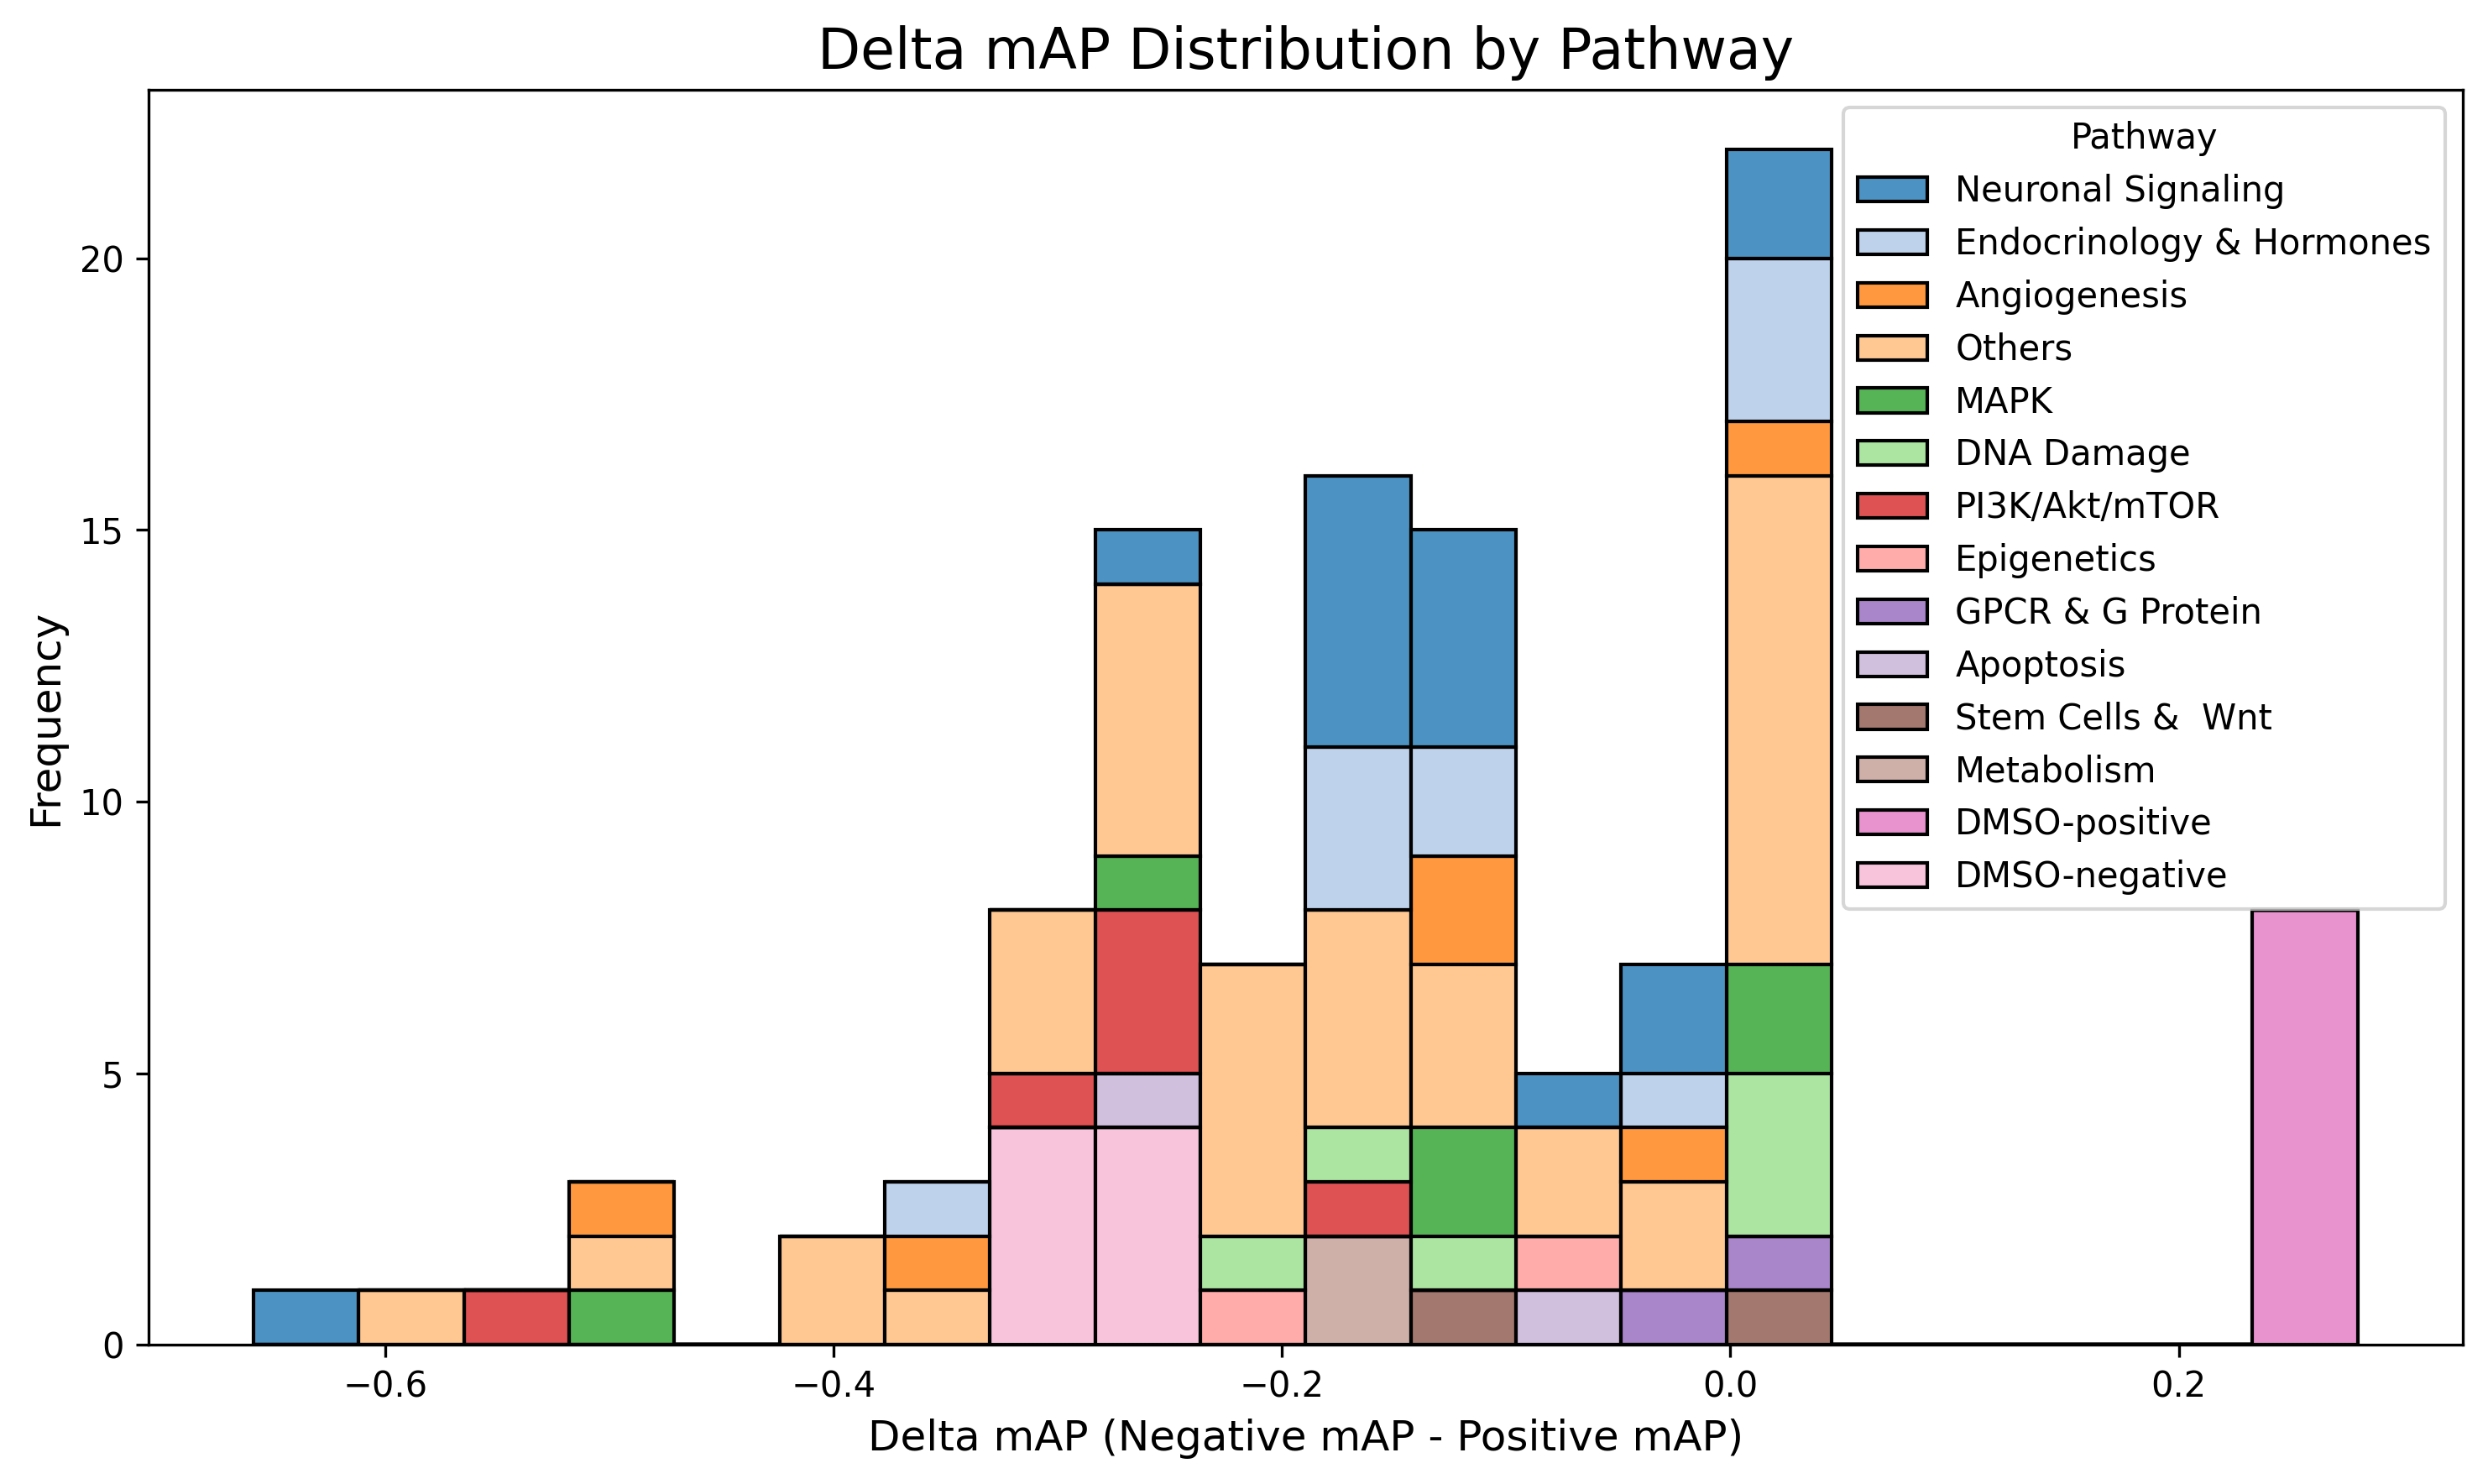 Delta mAP Distribution by Pathway
Pathway
Neuronal Signaling
Endocrinology & Hormones
Angiogenesis
Others
MAPK
DNA Damage
PI3K/Akt/mTOR
Epigenetics
GPCR & G Protein
Apoptosis
Stem Cells &  Wnt
Metabolism
DMSO-positive
DMSO-negative
Frequency
20
15
10
5
0
−0.6
−0.4
−0.2
0.0
0.2
Delta mAP (Negative mAP - Positive mAP)